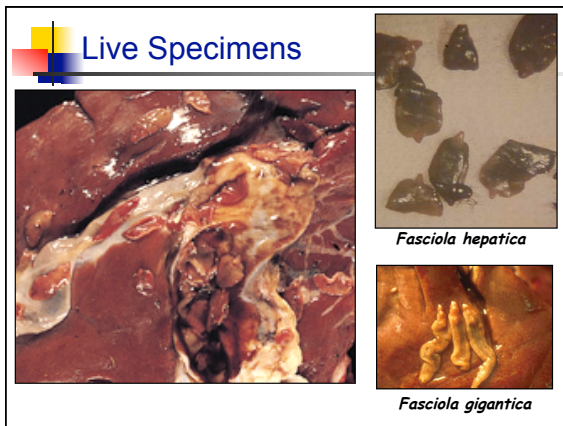 Live Specimens
Fasciola hepatica
Fasciola gigantica